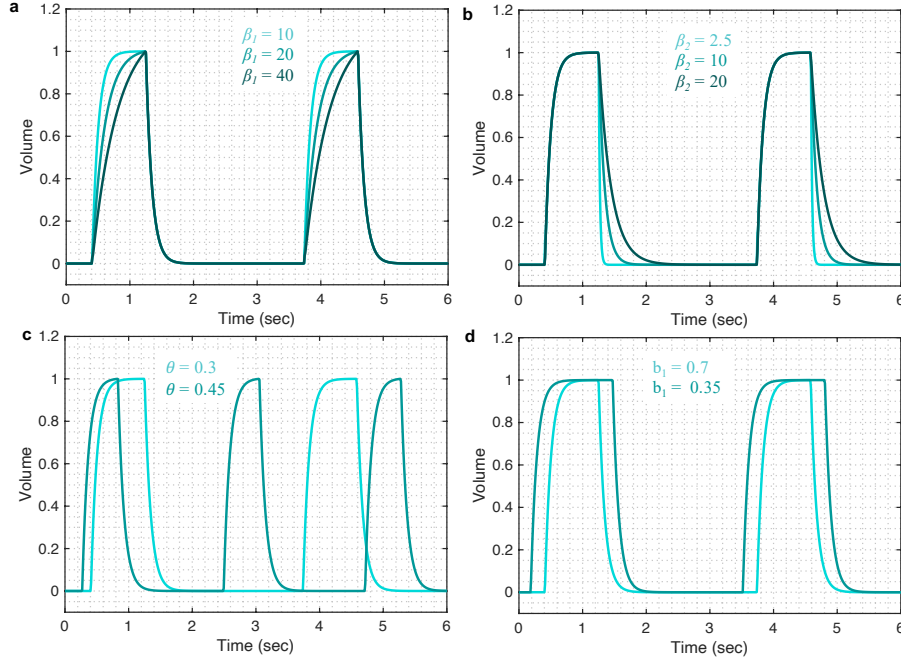 a
β1 = 10
β1 = 20
β1 = 40
Volume
1.2
1
0.8
0.6
0.4
0.2
0
0 1 2 3 4 5 6
Time (sec)
b
β2 = 2.5
β2 = 10
β2 = 20
Volume
1.2
1
0.8
0.6
0.4
0.2
0
0 1 2 3 4 5 6
Time (sec)
c
θ = 0.3
θ = 0.45
Volume
1.2
1
0.8
0.6
0.4
0.2
0
0 1 2 3 4 5 6
Time (sec)
d
b1 = 0.7
b1 = 0.35
Volume
1.2
1
0.8
0.6
0.4
0.2
0
0 1 2 3 4 5 6
Time (sec)